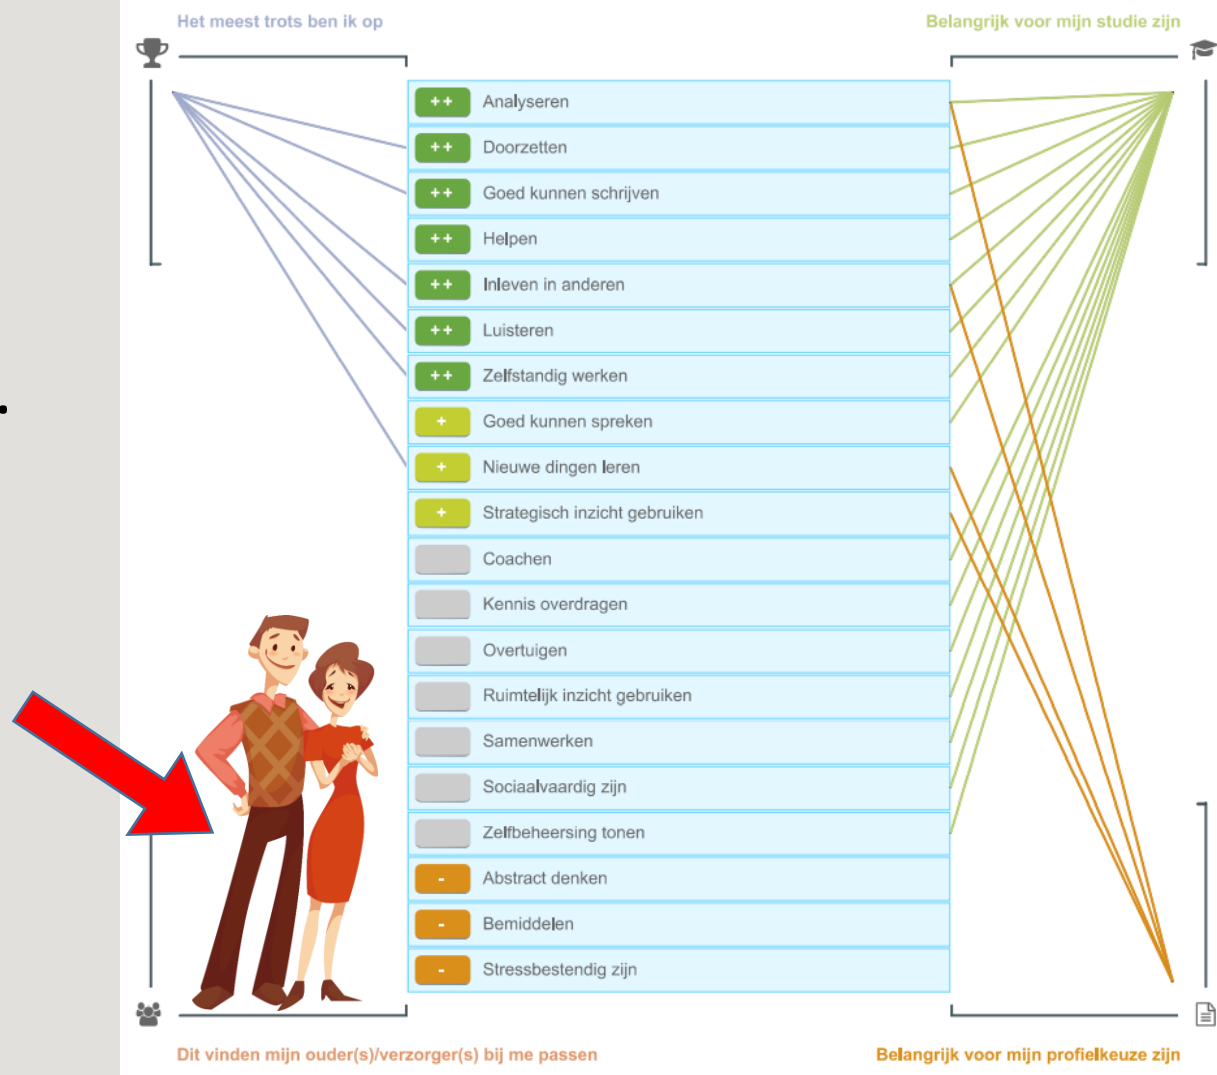 Het meest trots ben ik op
Belangrijk voor mijn studie zijn
++ Analyseren
++ Doorzetten
++ Goed kunnen schrijven
++ Helpen
++ Inleven in anderen
++ Luisteren
++ Zelfstandig werken
+ Goed kunnen spreken
+ Nieuwe dingen leren
+ Strategisch inzicht gebruiken
Coachen
Kennis overdragen
Overtuigen
Ruimtelijk inzicht gebruiken
Samenwerken
Sociaalvaardig zijn
Zelfbeheersing tonen
- Abstract denken
- Bemiddelen
- Stressbestendig zijn
Dit vinden mijn ouder(s)/verzorger(s) bij me passen
Belangrijk voor mijn profielkeuze zijn